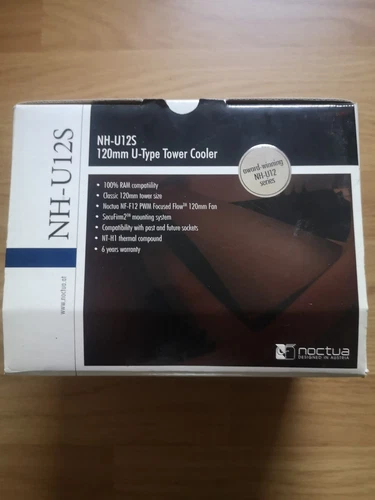 NH-U12S
www.noctua.at
NH-U12S
120mm U-Type Tower Cooler
award-winning
NH-U12
series
• 100% RAM compatibility
• Classic 120mm tower size
• Noctua NF-F12 PWM Focused Flow™ 120mm Fan
• SecuFirm2™ mounting system
• Compatibility with past and future sockets
• NT-H1 thermal compound
• 6 years warranty
noctua
DESIGNED IN AUSTRIA